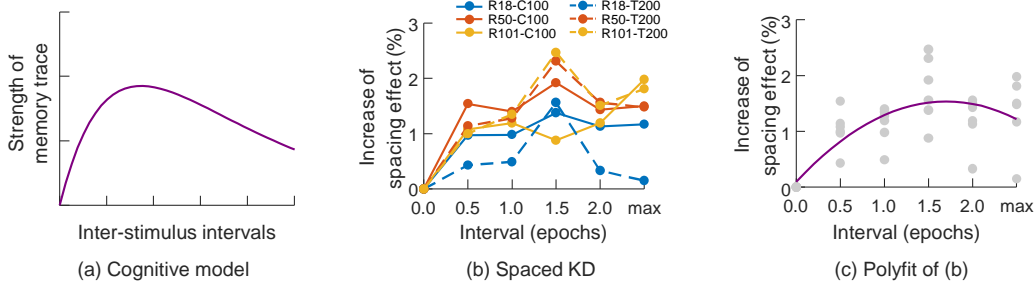 Strength of
memory trace
Inter-stimulus intervals
(a) Cognitive model
R18-C100
R50-C100
R101-C100
R18-T200
R50-T200
R101-T200
Increase of
spacing effect (%)
3
2
1
0
0.0 0.5 1.0 1.5 2.0 max
Interval (epochs)
(b) Spaced KD
Increase of
spacing effect (%)
3
2
1
0
0.0 0.5 1.0 1.5 2.0 max
Interval (epochs)
(c) Polyfit of (b)